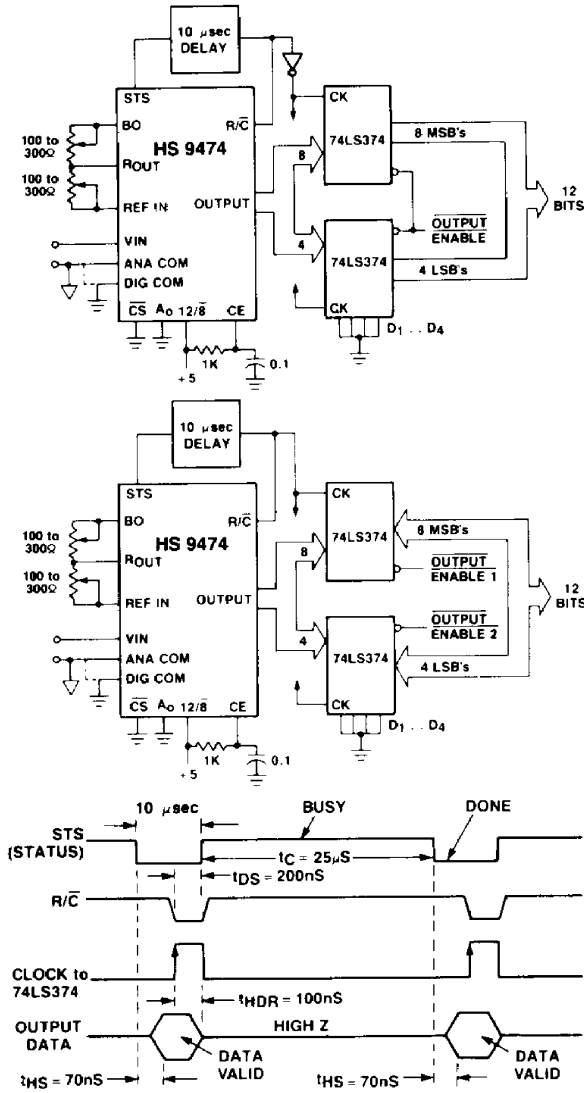 10 µsec
DELAY
STS
BO
R/C̅
CK
100 to
300Ω
HS 9474
74LS374
8 MSB's
ROUT
8
100 to
300Ω
REF IN
OUTPUT
12
BITS
OUTPUT
ENABLE
VIN
4
74LS374
ANA COM
DIG COM
4 LSB's
CK
CS A0 12/8 CE
D1 .. D4
1K
0.1
+5
10 µsec
DELAY
STS
BO
R/C̅
CK
100 to
300Ω
HS 9474
74LS374
8 MSB's
ROUT
8
100 to
300Ω
OUTPUT
ENABLE 1
REF IN
OUTPUT
12
BITS
OUTPUT
ENABLE 2
VIN
4
74LS374
ANA COM
DIG COM
4 LSB's
CK
CS A0 12/8 CE
D1 .. D4
1K
0.1
+5
10 µsec
BUSY
DONE
STS
(STATUS)
tC = 25µS
tDS = 200nS
R/C̅
CLOCK to
74LS374
tHDR = 100nS
OUTPUT
DATA
HIGH Z
DATA
VALID
DATA
VALID
tHS = 70nS
tHS = 70nS